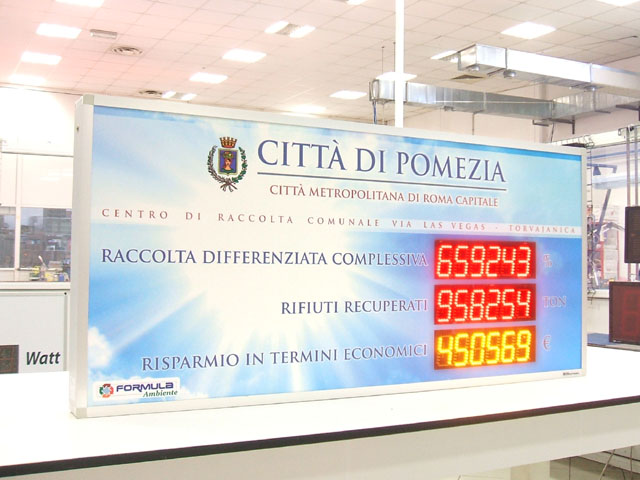 CITTÀ DI POMEZIA
CITTÀ METROPOLITANA DI ROMA CAPITALE
CENTRO DI RACCOLTA COMUNALE VIA LAS VEGAS - TORVAJANICA
RACCOLTA DIFFERENZIATA COMPLESSIVA 659243 %
RIFIUTI RECUPERATI 958254 TON
RISPARMIO IN TERMINI ECONOMICI 450569 €
FORMULA
Ambiente
Watt